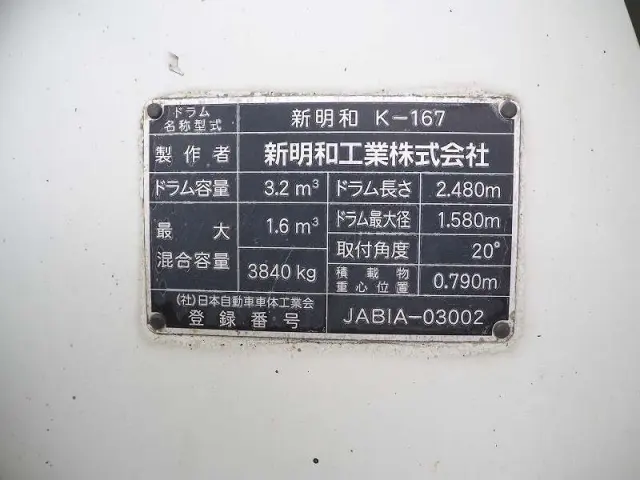 ドラム
名称型式
新明和 K-167
製作者
新明和工業株式会社
ドラム容量
3.2 m³
ドラム長さ
2.480m
最大
混合容量
1.6 m³
3840 kg
ドラム最大径
1.580m
取付角度
20°
積載物
重心位置
0.790m
(社)日本自動車車体工業会
登録番号
JABIA-03002